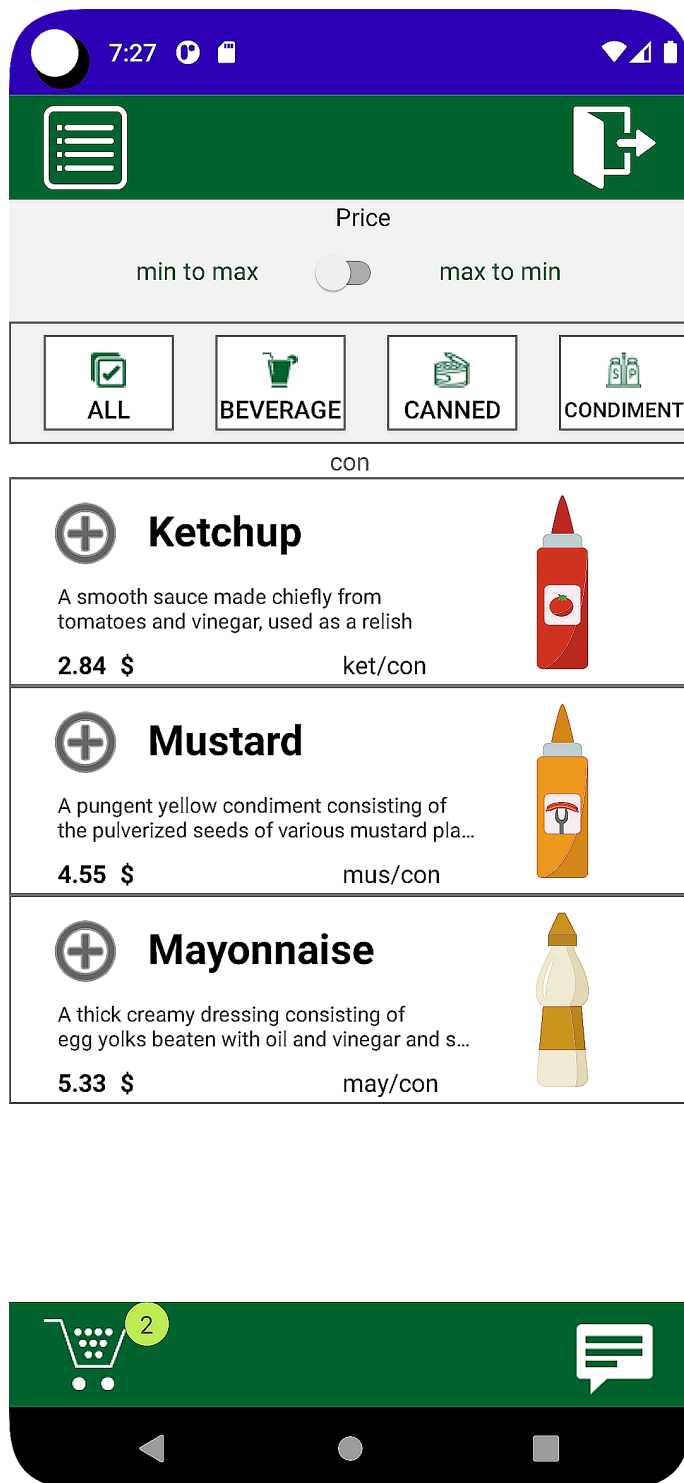 7:27
Price
min to max
max to min
ALL
BEVERAGE
CANNED
CONDIMENT
S P
con
Ketchup
A smooth sauce made chiefly from
tomatoes and vinegar, used as a relish
2.84 $
ket/con
Mustard
A pungent yellow condiment consisting of
the pulverized seeds of various mustard pla...
4.55 $
mus/con
Mayonnaise
A thick creamy dressing consisting of
egg yolks beaten with oil and vinegar and s...
5.33 $
may/con
2